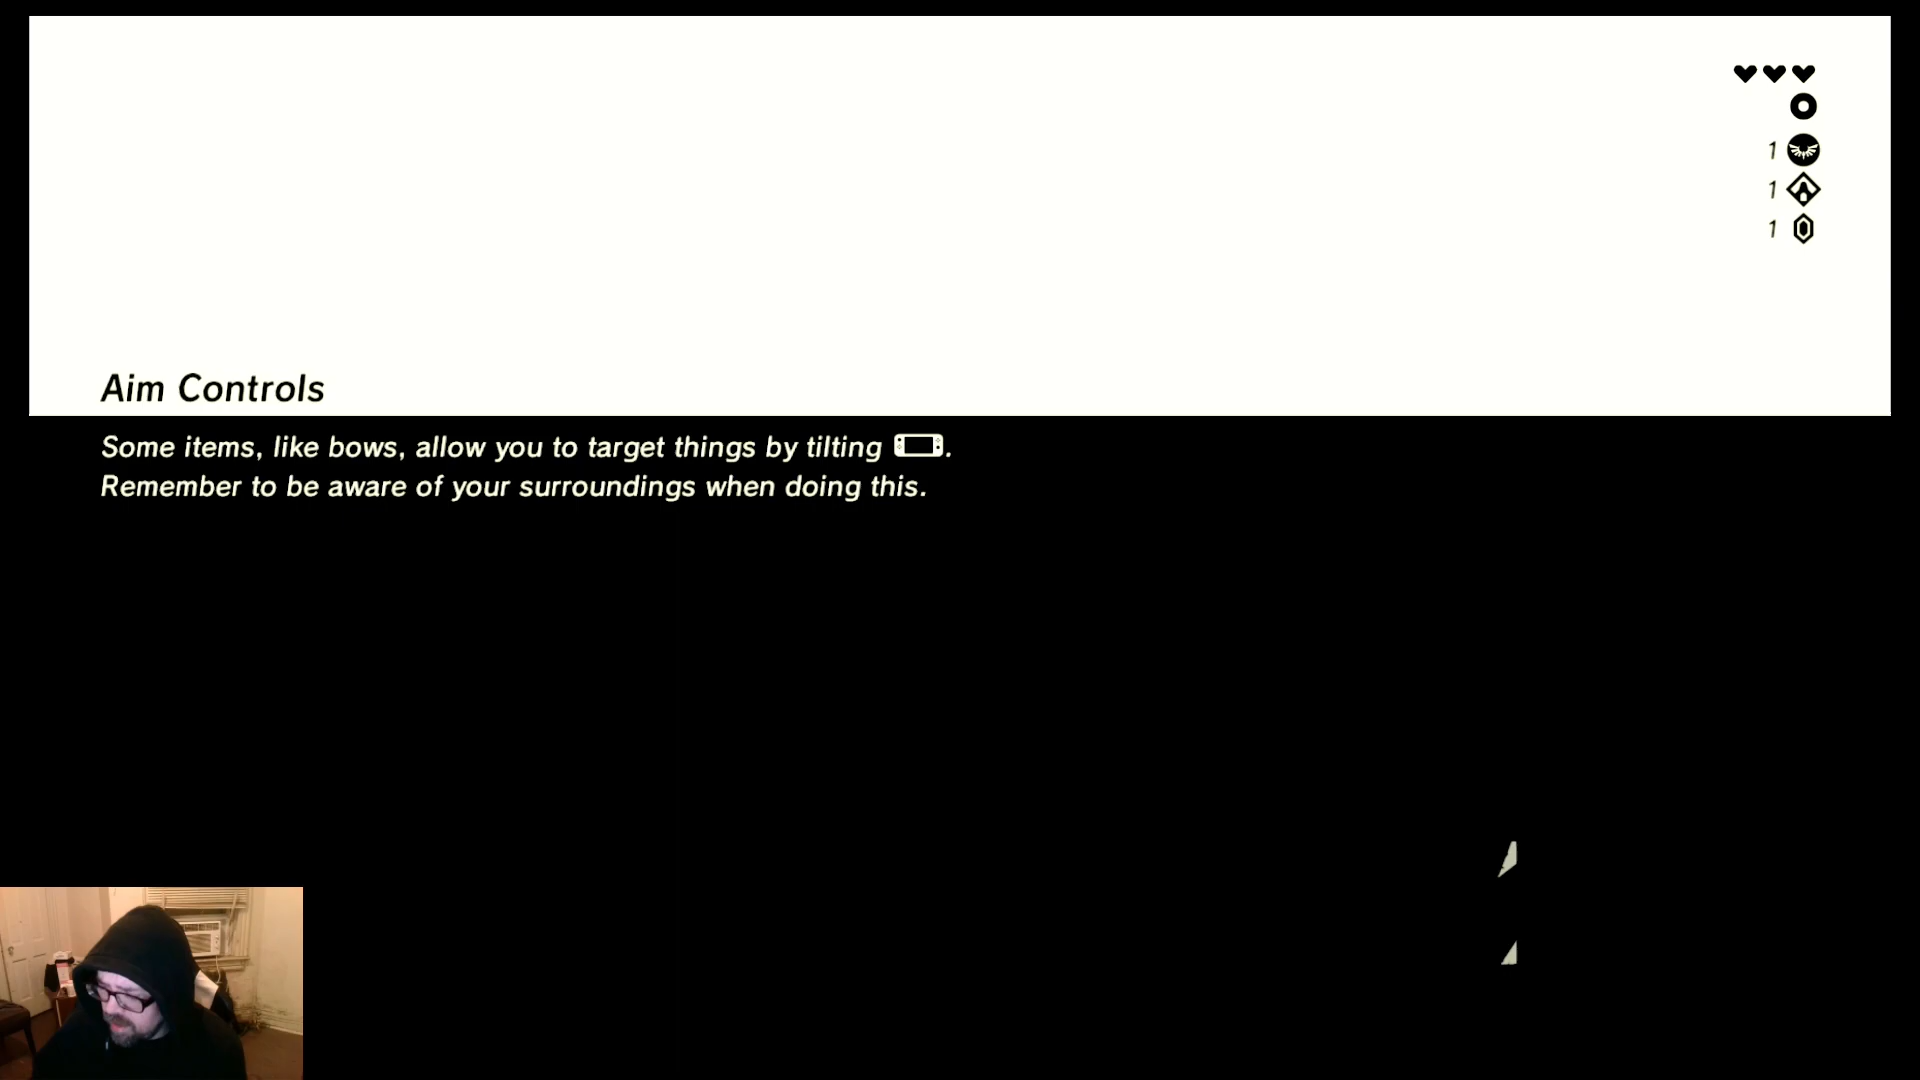 1
1
1
Aim Controls
Some items, like bows, allow you to target things by tilting .
Remember to be aware of your surroundings when doing this.